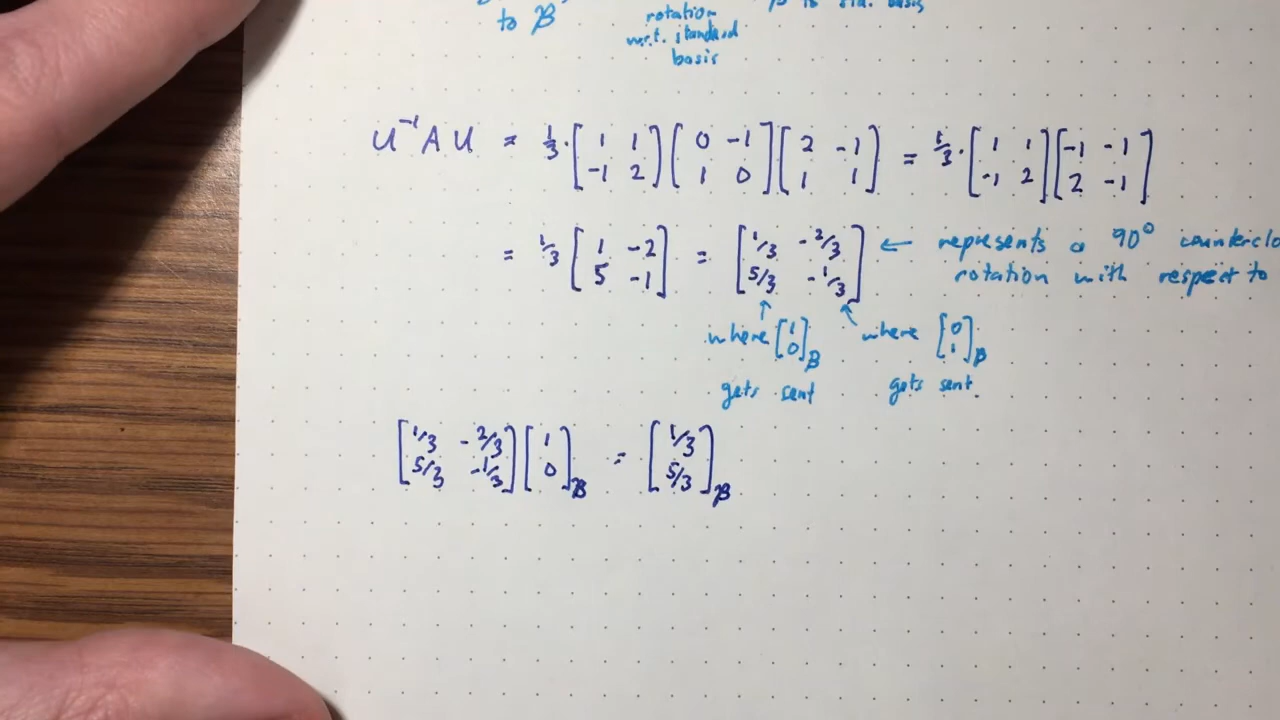 to β
rotation
β to std. basis
w.r.t. standard
basis
U⁻¹AU = 1/3 · [1 1; -1 2] [0 -1; 1 0] [2 -1; 1 1] = 1/3 · [1 1; -1 2] [-1 -1; 2 -1]
= 1/3 [1 -2; 5 -1] = [1/3 -2/3; 5/3 -1/3] ← represents a 90° counterclo
rotation with respect to
where [1; 0]β gets sent
where [0; 1]β gets sent.
[1/3 -2/3; 5/3 -1/3] [1; 0]β = [1/3; 5/3]β